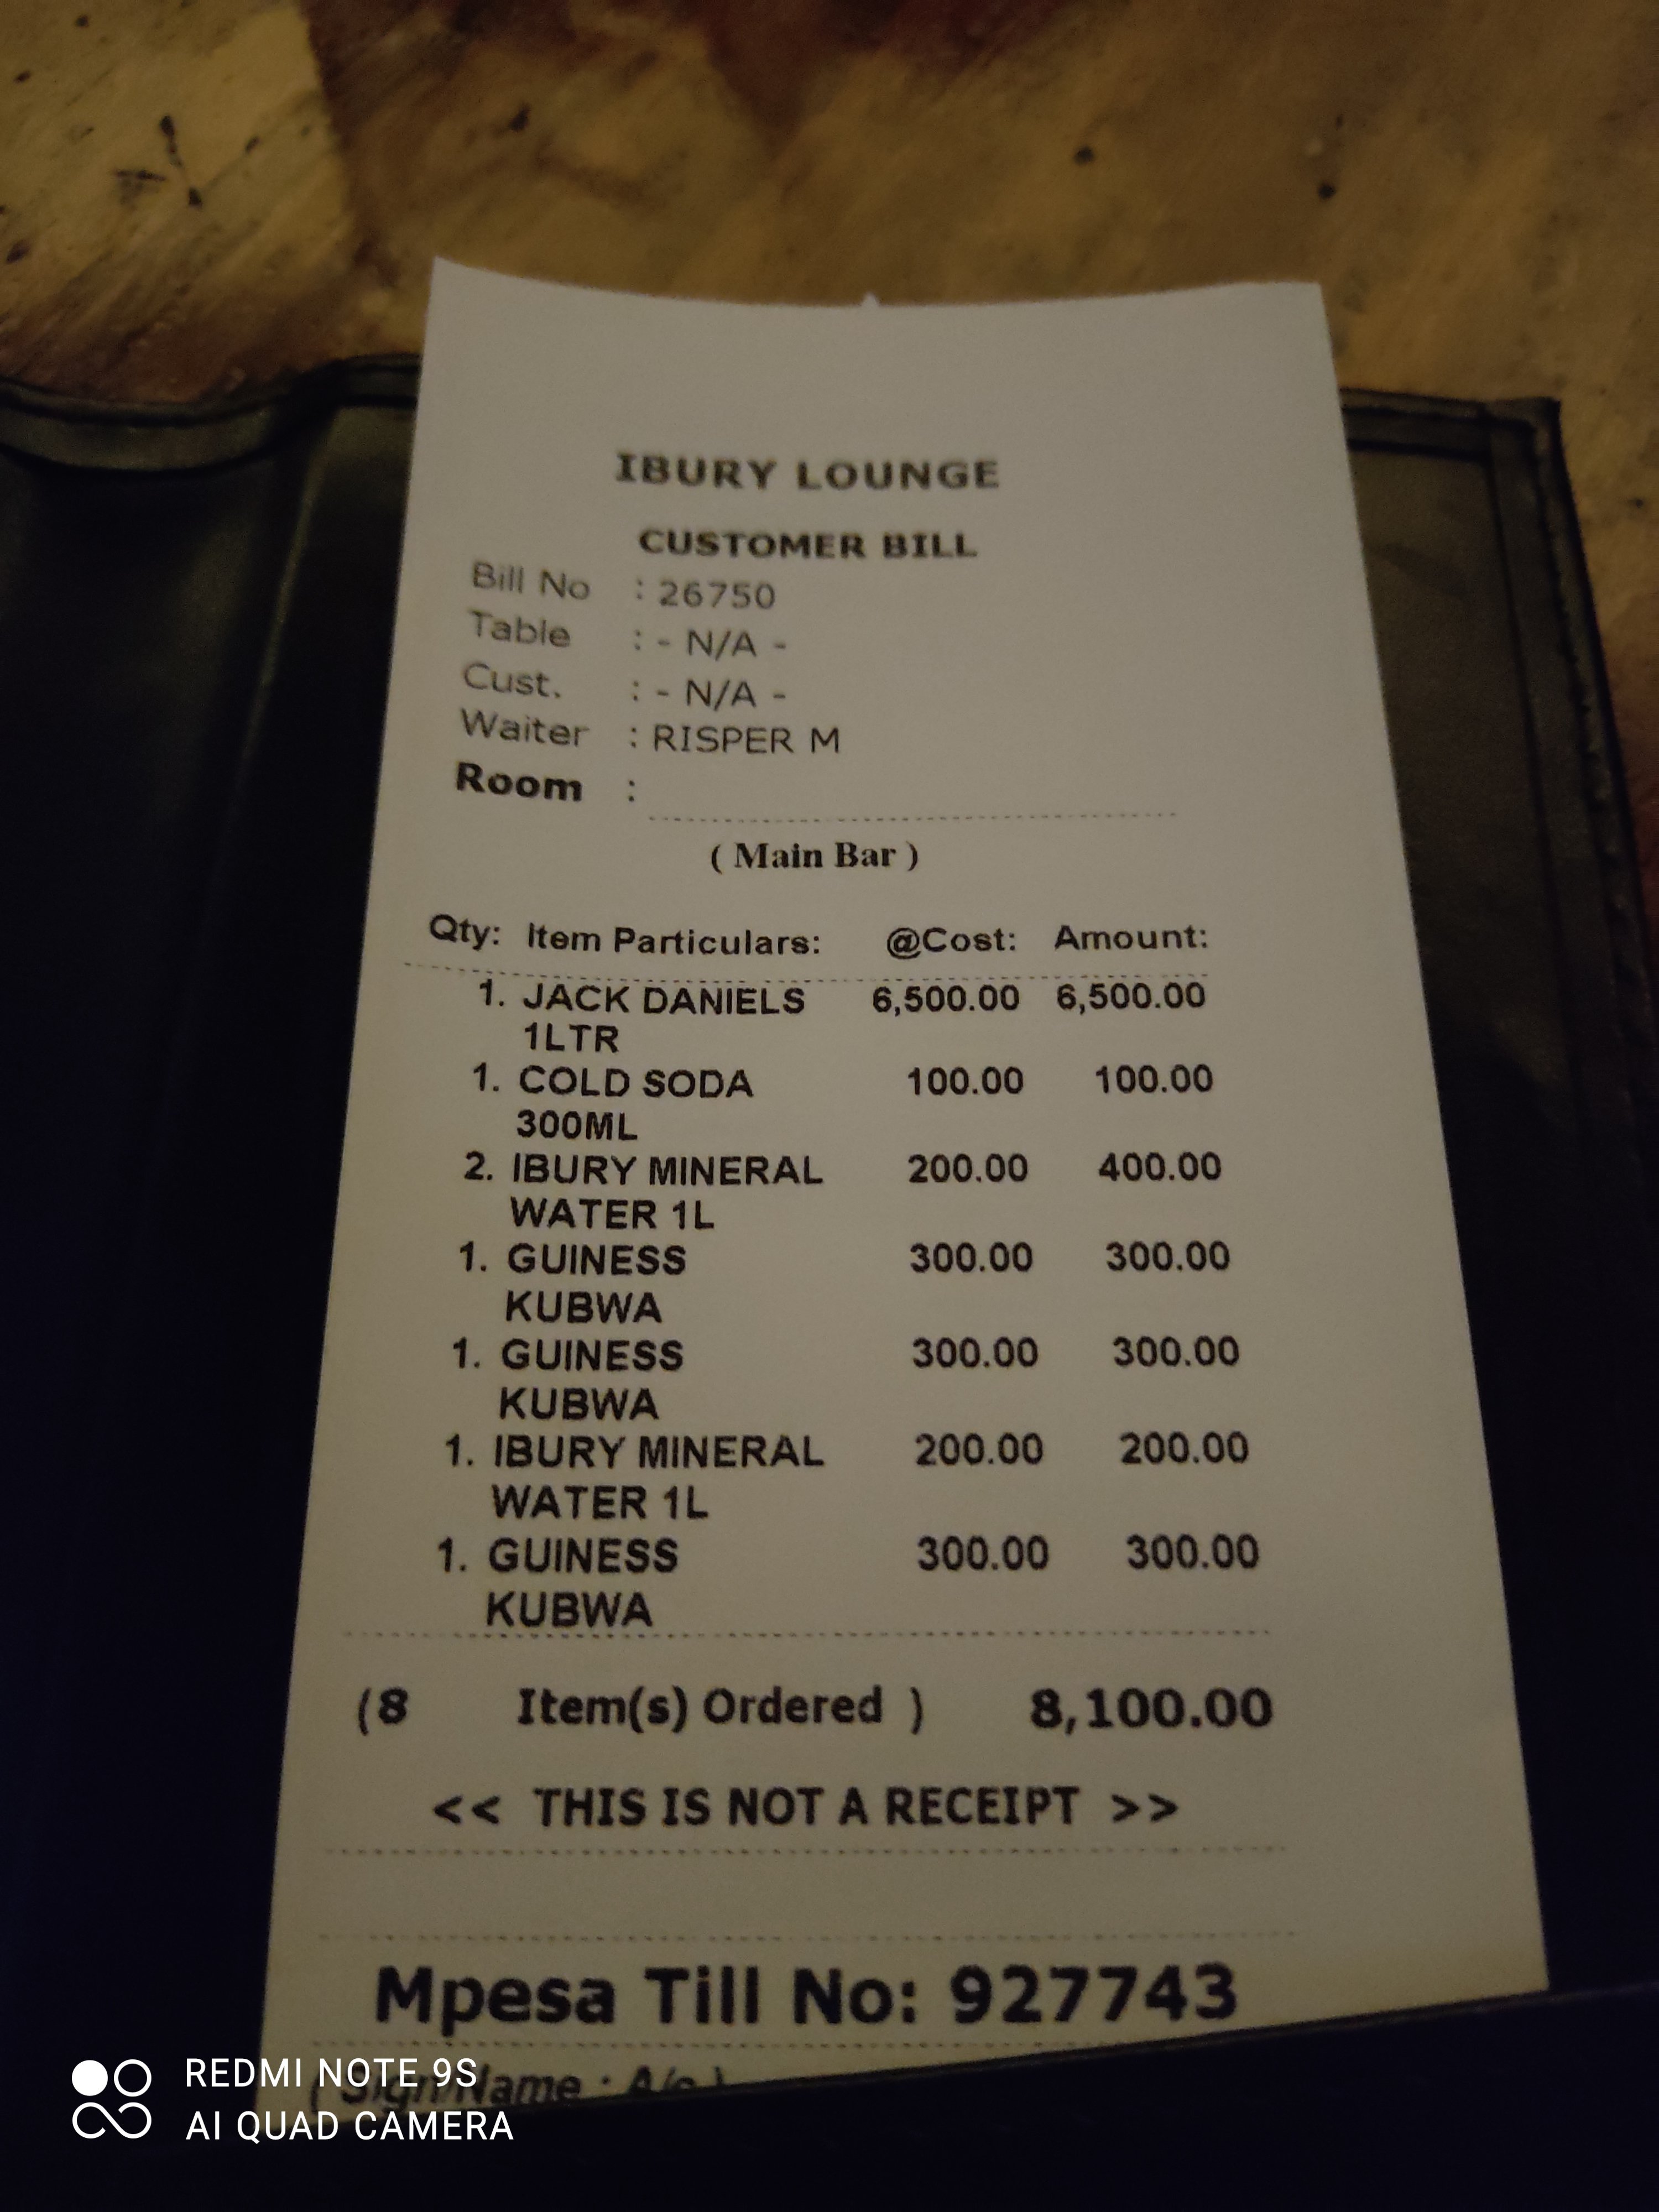 IBURY LOUNGE
CUSTOMER BILL
Bill No : 26750
Table : - N/A -
Cust. : - N/A -
Waiter : RISPER M
Room :
( Main Bar )
Qty: Item Particulars: @Cost: Amount:
1. JACK DANIELS 6,500.00 6,500.00
1LTR
1. COLD SODA 100.00 100.00
300ML
2. IBURY MINERAL 200.00 400.00
WATER 1L
1. GUINESS 300.00 300.00
KUBWA
1. GUINESS 300.00 300.00
KUBWA
1. IBURY MINERAL 200.00 200.00
WATER 1L
1. GUINESS 300.00 300.00
KUBWA
(8 Item(s) Ordered ) 8,100.00
<< THIS IS NOT A RECEIPT >>
Mpesa Till No: 927743
Name :
REDMI NOTE 9S
AI QUAD CAMERA